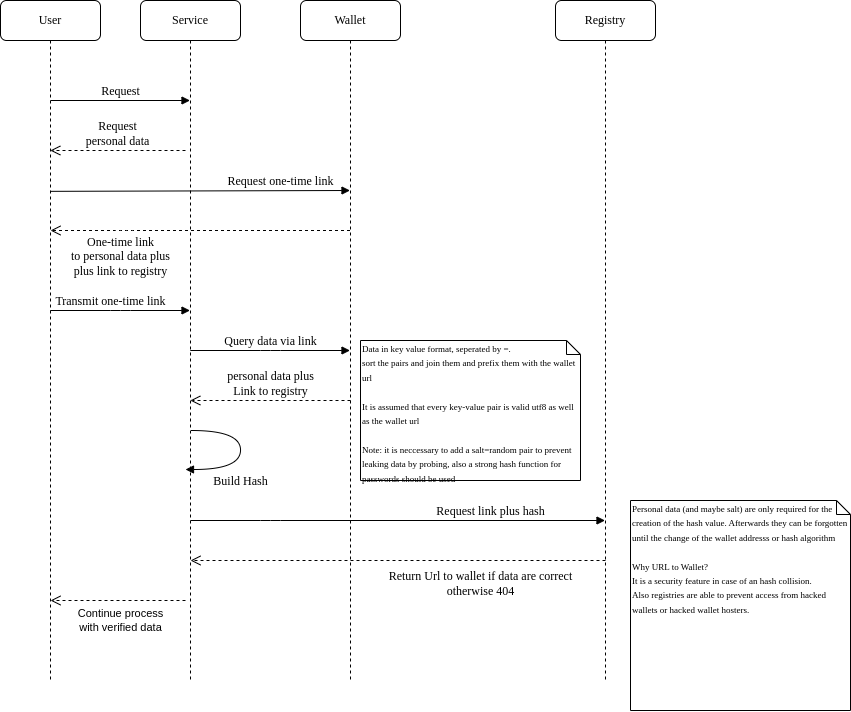 User
Service
Wallet
Registry
Request
Request
personal data
Request one-time link
One-time link
to personal data plus
plus link to registry
Transmit one-time link
Query data via link
personal data plus
Link to registry
Data in key value format, seperated by =.
sort the pairs and join them and prefix them with the wallet
url
It is assumed that every key-value pair is valid utf8 as well
as the wallet url
Note: it is neccessary to add a salt=random pair to prevent
leaking data by probing, also a strong hash function for
passwords should be used
Build Hash
Request link plus hash
Personal data (and maybe salt) are only required for the
creation of the hash value. Afterwards they can be forgotten
until the change of the wallet addresss or hash algorithm
Why URL to Wallet?
It is a security feature in case of an hash collision.
Also registries are able to prevent access from hacked
wallets or hacked wallet hosters.
Return Url to wallet if data are correct
otherwise 404
Continue process
with verified data